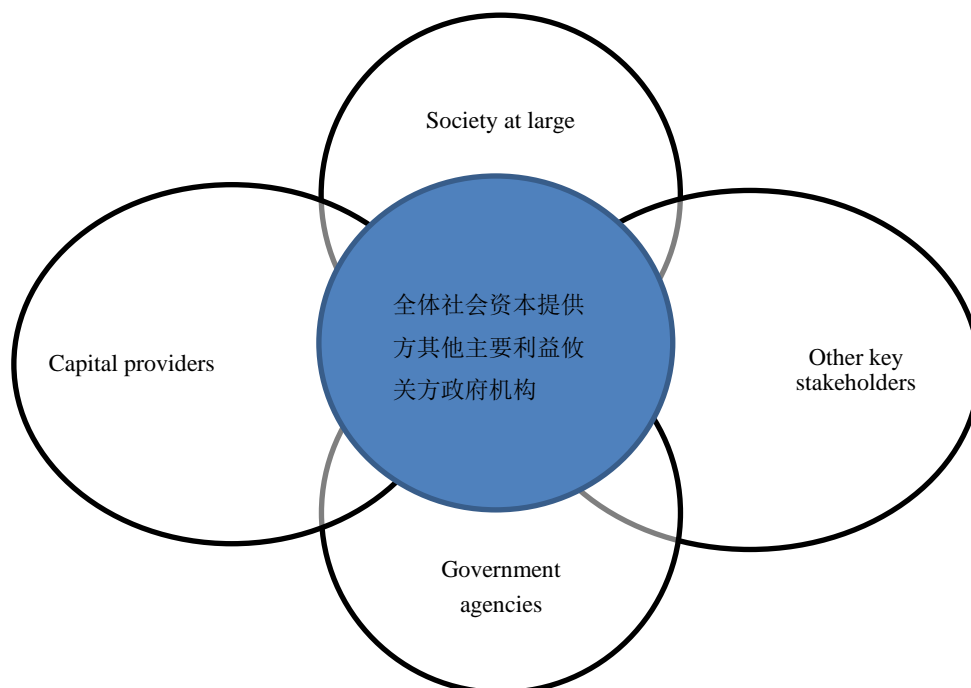 Society at large
全体社会资本提供
方其他主要利益攸
关方政府机构
Capital providers
Other key
stakeholders
Government
agencies